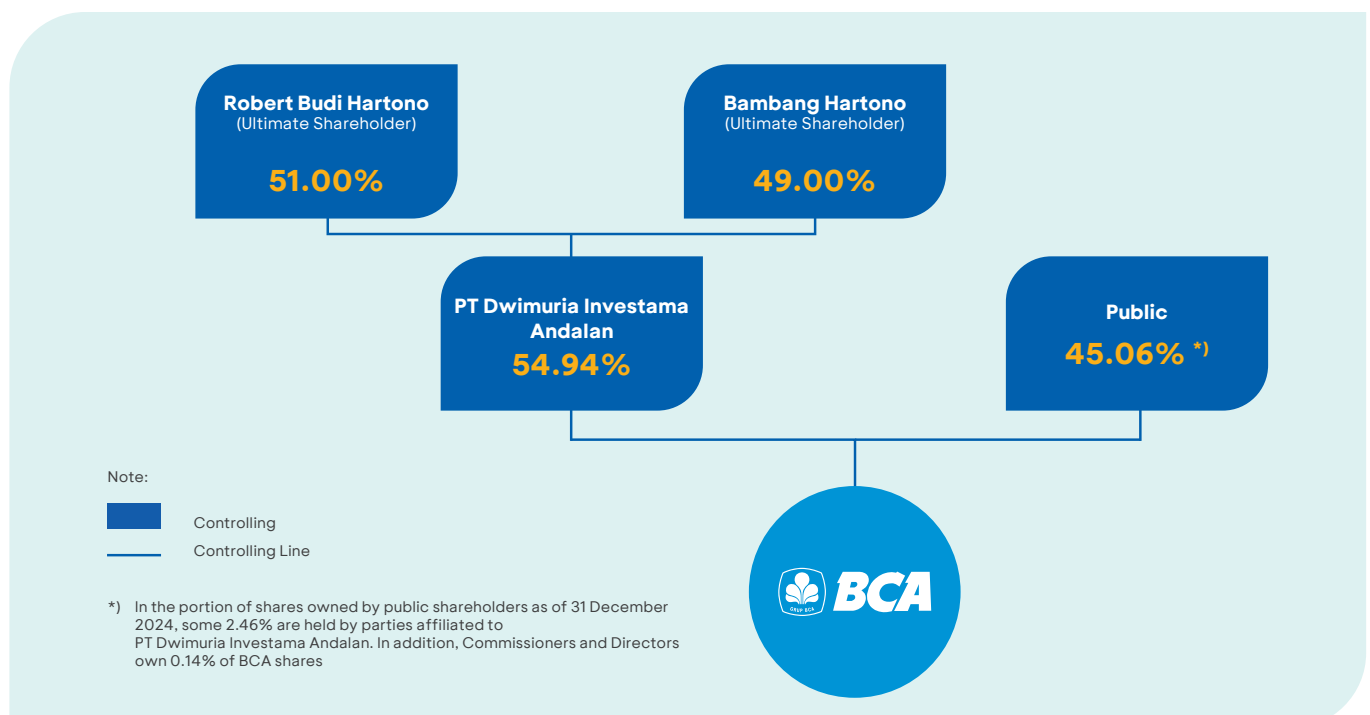 Robert Budi Hartono
(Ultimate Shareholder)
51.00%
Bambang Hartono
(Ultimate Shareholder)
49.00%
PT Dwimuria Investama
Andalan
54.94%
Public
45.06% *)
Note:
Controlling
Controlling Line
*) In the portion of shares owned by public shareholders as of 31 December
2024, some 2.46% are held by parties affiliated to
PT Dwimuria Investama Andalan. In addition, Commissioners and Directors
own 0.14% of BCA shares
GRUP BCA
BCA